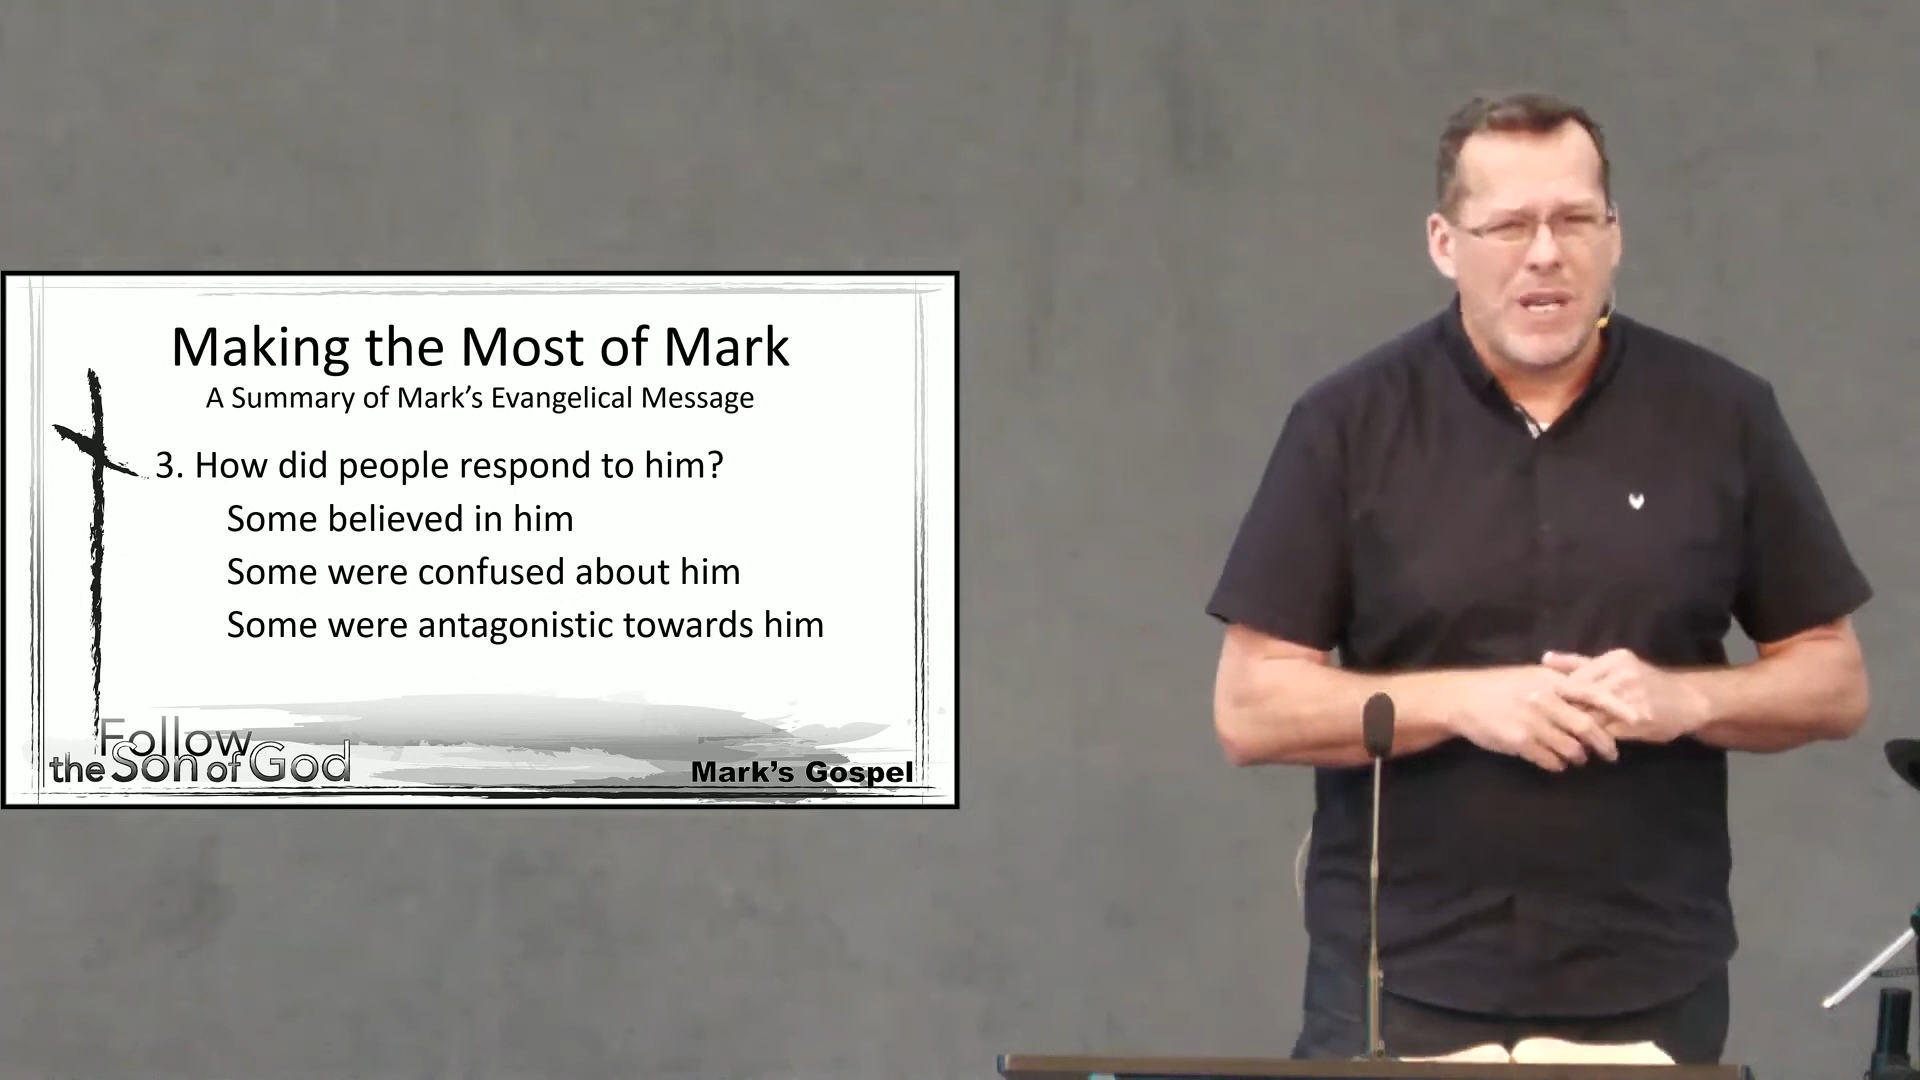 Making the Most of Mark
A Summary of Mark’s Evangelical Message
3. How did people respond to him?
Some believed in him
Some were confused about him
Some were antagonistic towards him
Follow
the Son of God
Mark’s Gospel